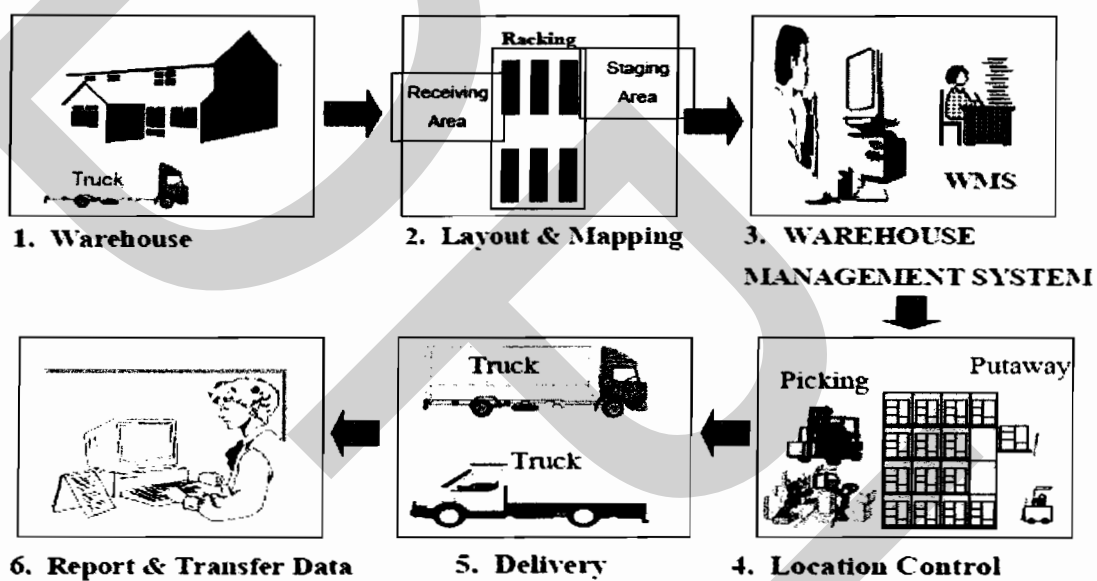 Truck
1. Warehouse
Racking
Receiving
Area
Staging
Area
2. Layout & Mapping
WMS
3. WAREHOUSE
MANAGEMENT SYSTEM
Picking
Putaway
4. Location Control
Truck
Truck
5. Delivery
6. Report & Transfer Data